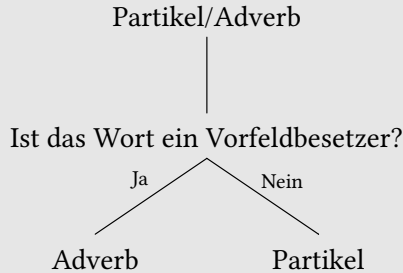 Partikel/Adverb
Ist das Wort ein Vorfeldbesetzer?
Ja
Nein
Adverb
Partikel